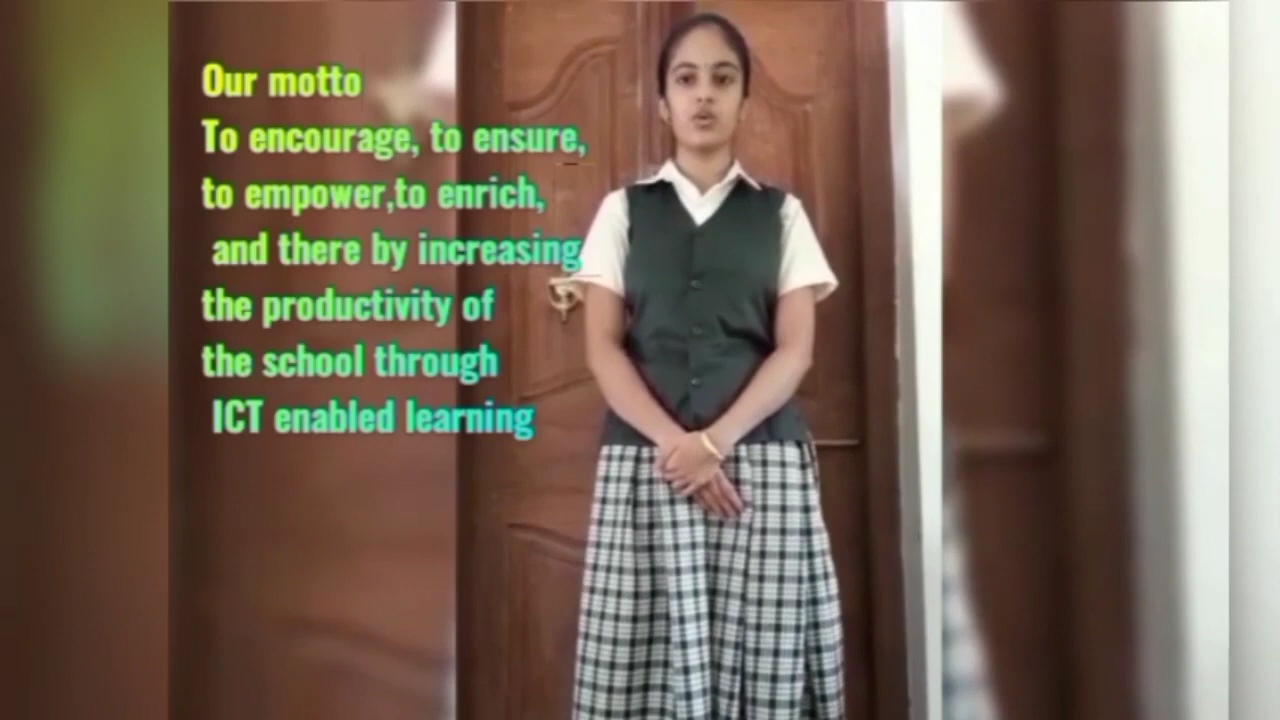 Our motto
To encourage, to ensure,
to empower,to enrich,
and there by increasing
the productivity of
the school through
ICT enabled learning